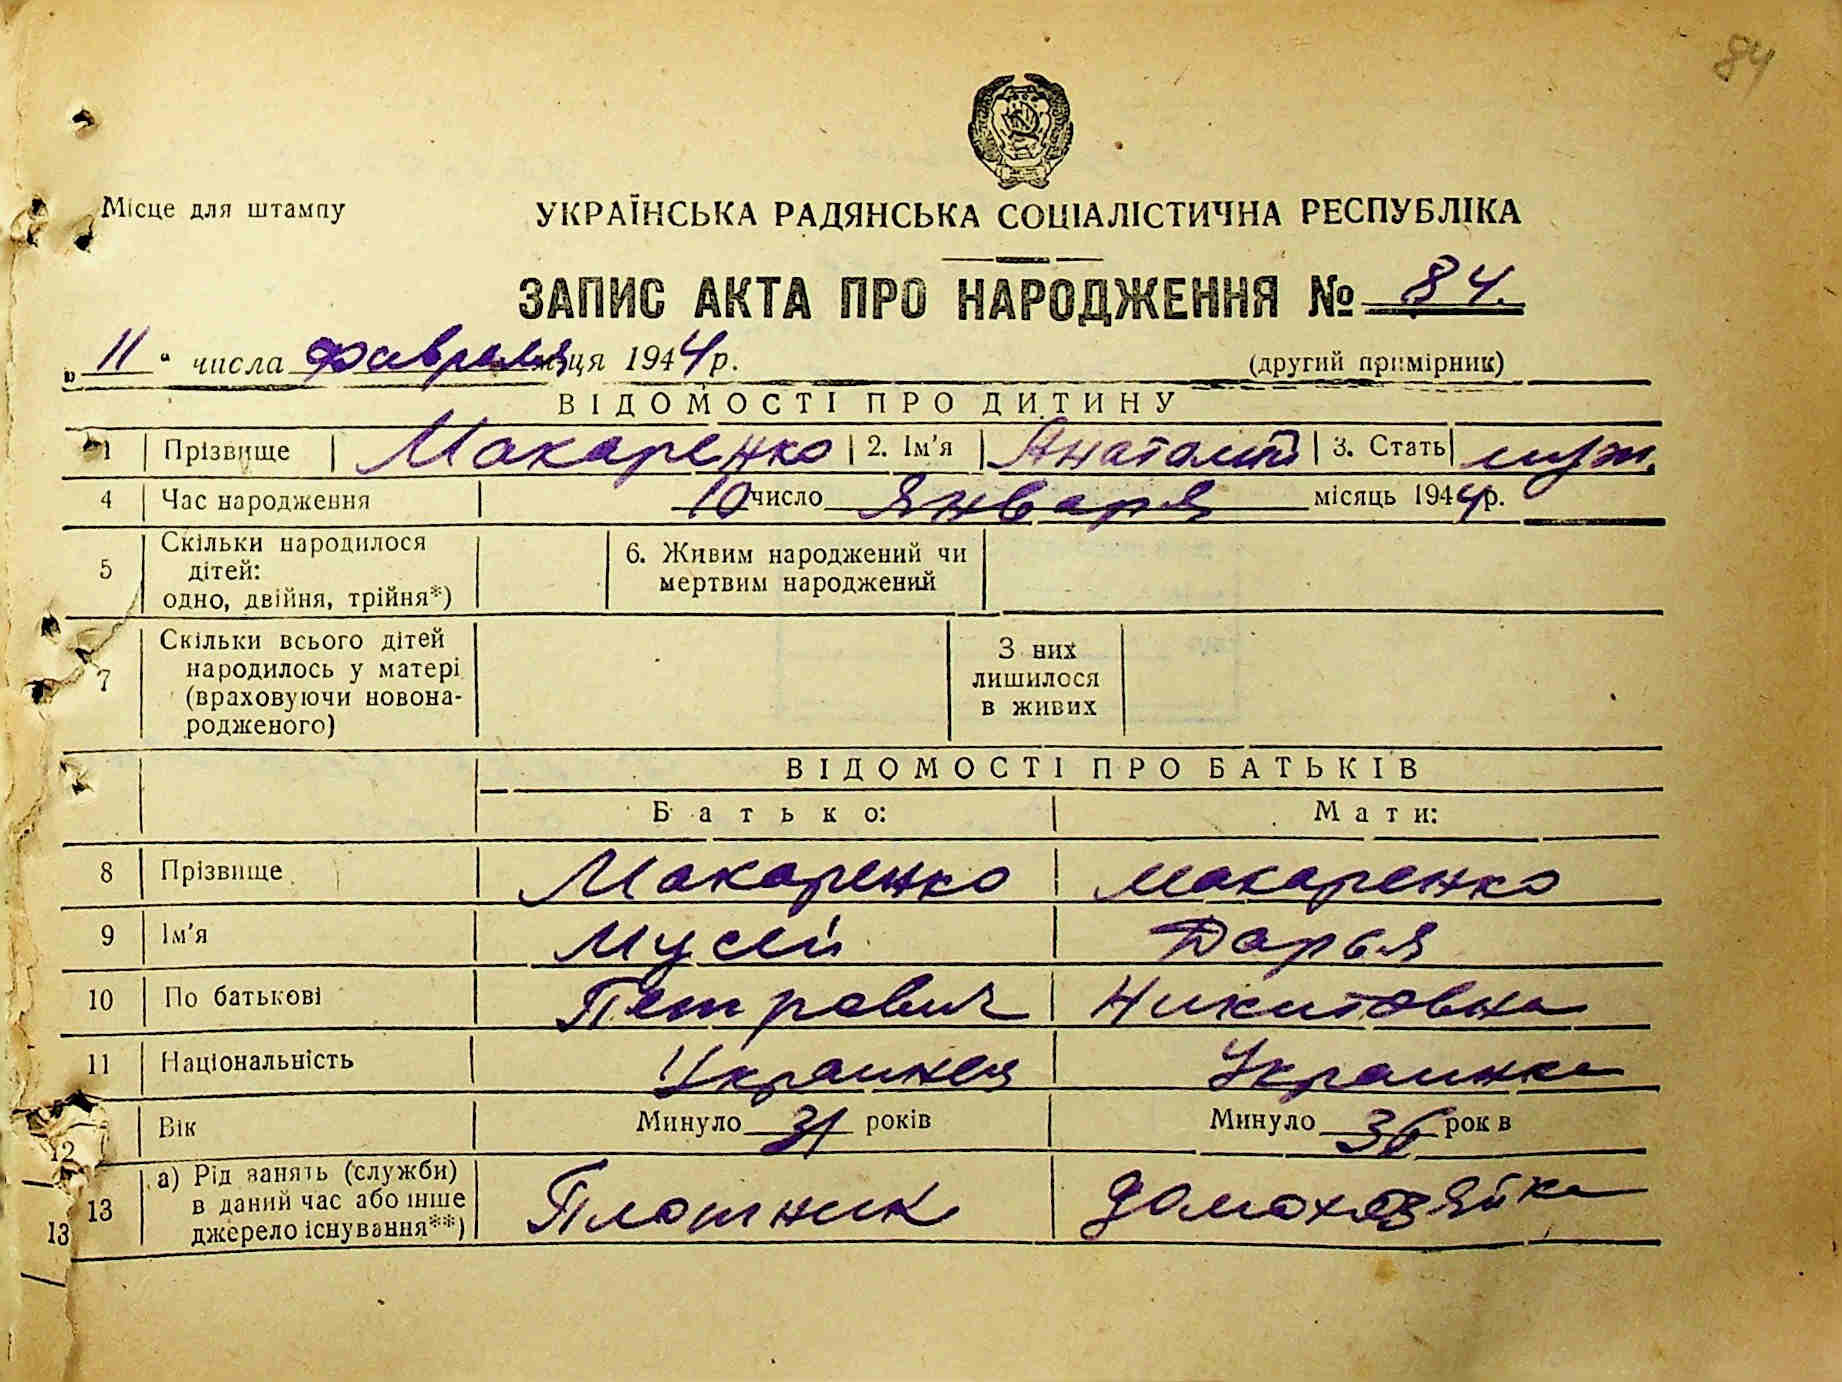 84
Місце для штампу
УКРАЇНСЬКА РАДЯНСЬКА СОЦІАЛІСТИЧНА РЕСПУБЛІКА
ЗАПИС АКТА ПРО НАРОДЖЕННЯ № 84.
„11“ числа февраля місяця 1944 р. (другий примірник)
ВІДОМОСТІ ПРО ДИТИНУ
1 Прізвище Макаренко 2. Ім'я Анатолий 3. Стать муж.
4 Час народження 10 число января місяць 1944 р.
5 Скільки народилося дітей: одно, двійня, трійня*) 6. Живим народжений чи мертвим народжений
7 Скільки всього дітей народилось у матері (враховуючи новонародженого) З них лишилося в живих
ВІДОМОСТІ ПРО БАТЬКІВ
Батько: Мати:
8 Прізвище Макаренко Макаренко
9 Ім'я Мусей Дарья
10 По батькові Петрович Никитовна
11 Національність Украинец Украинка
12 Вік Минуло 31 років Минуло 36 рок в
13 13 а) Рід занять (служби) в даний час або інше джерело існування**) Плотник домохозяйка